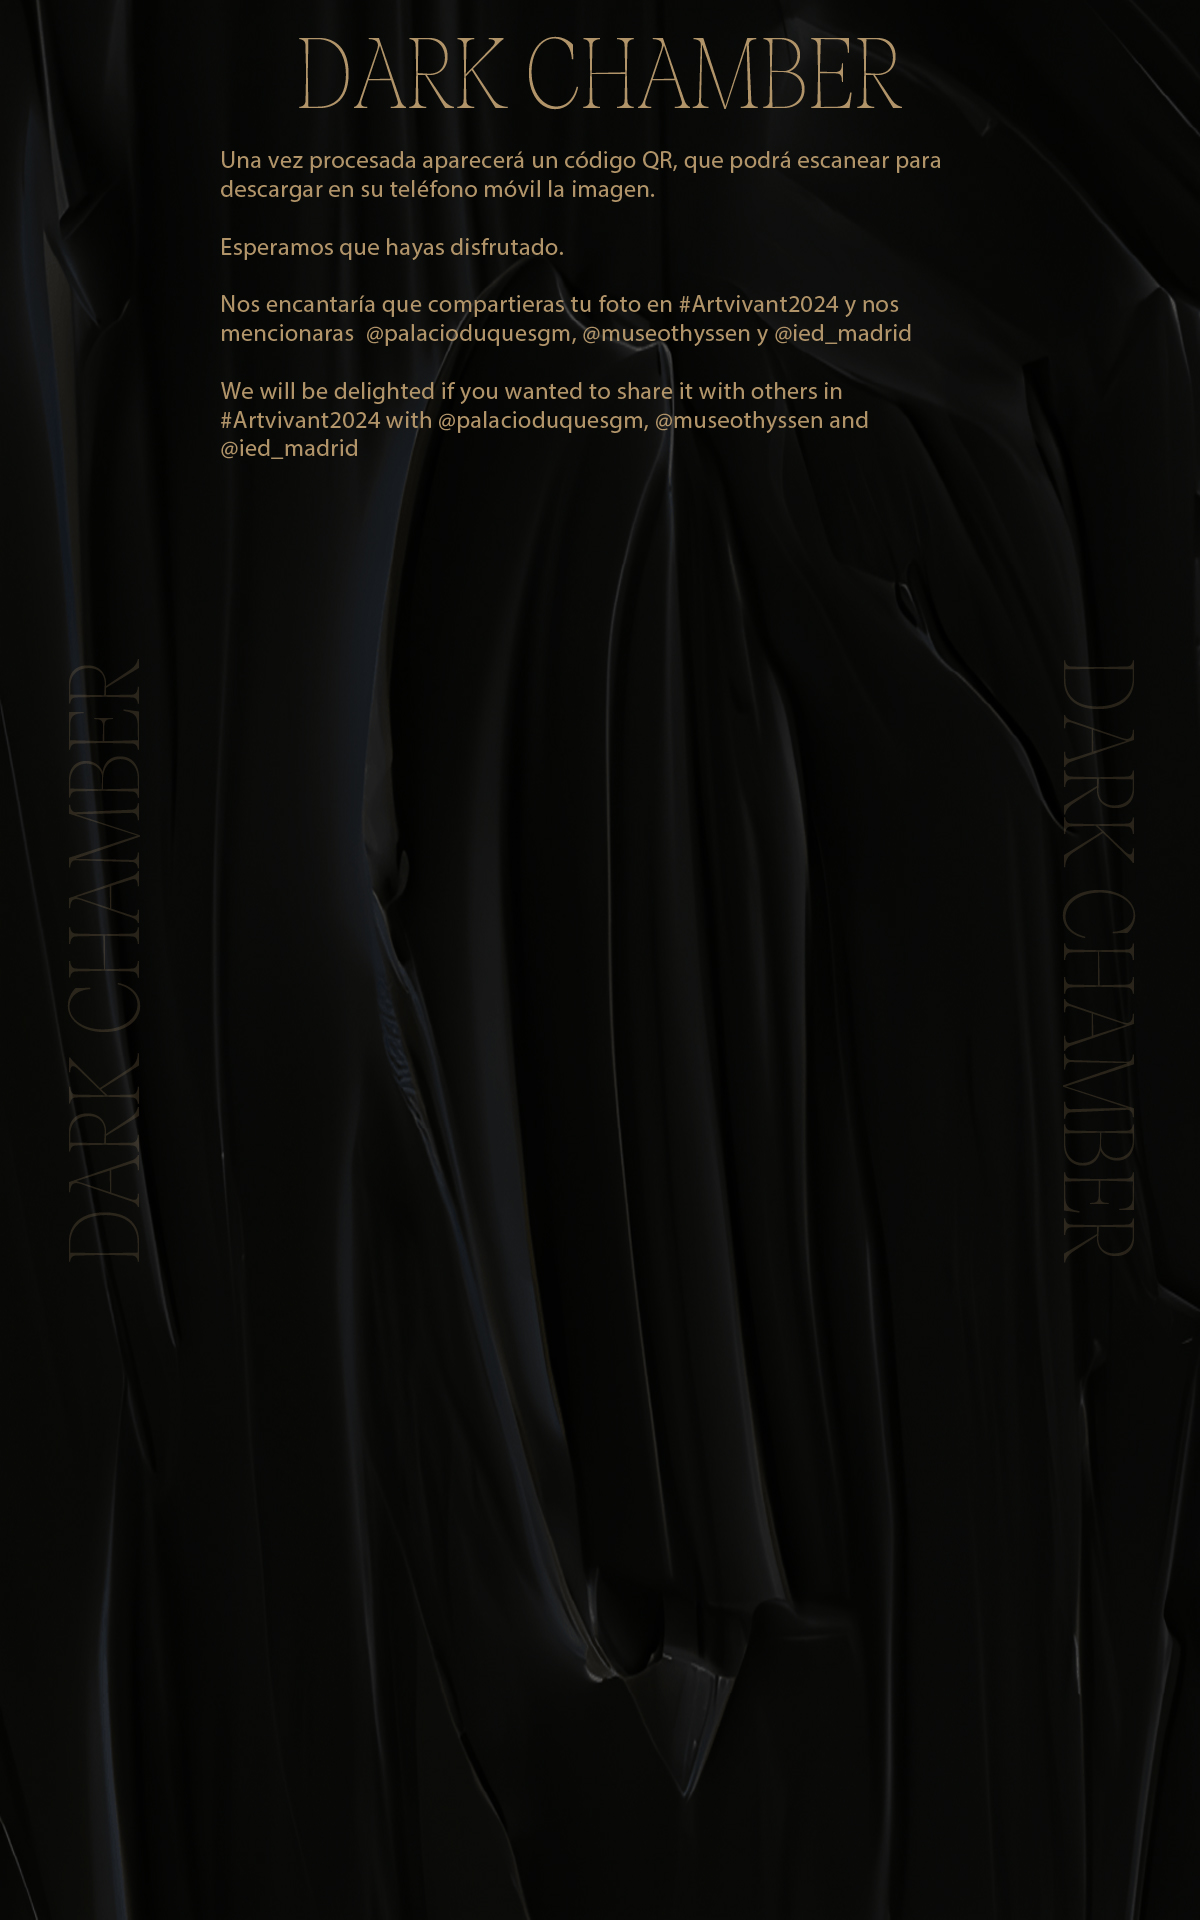 DARK CHAMBER
Una vez procesada aparecerá un código QR, que podrá escanear para
descargar en su teléfono móvil la imagen.
Esperamos que hayas disfrutado.
Nos encantaría que compartieras tu foto en #Artvivant2024 y nos
mencionaras @palacioduquesgm, @museothyssen y @ied_madrid
We will be delighted if you wanted to share it with others in
#Artvivant2024 with @palacioduquesgm, @museothyssen and
@ied_madrid
DARK CHAMBER
DARK CHAMBER